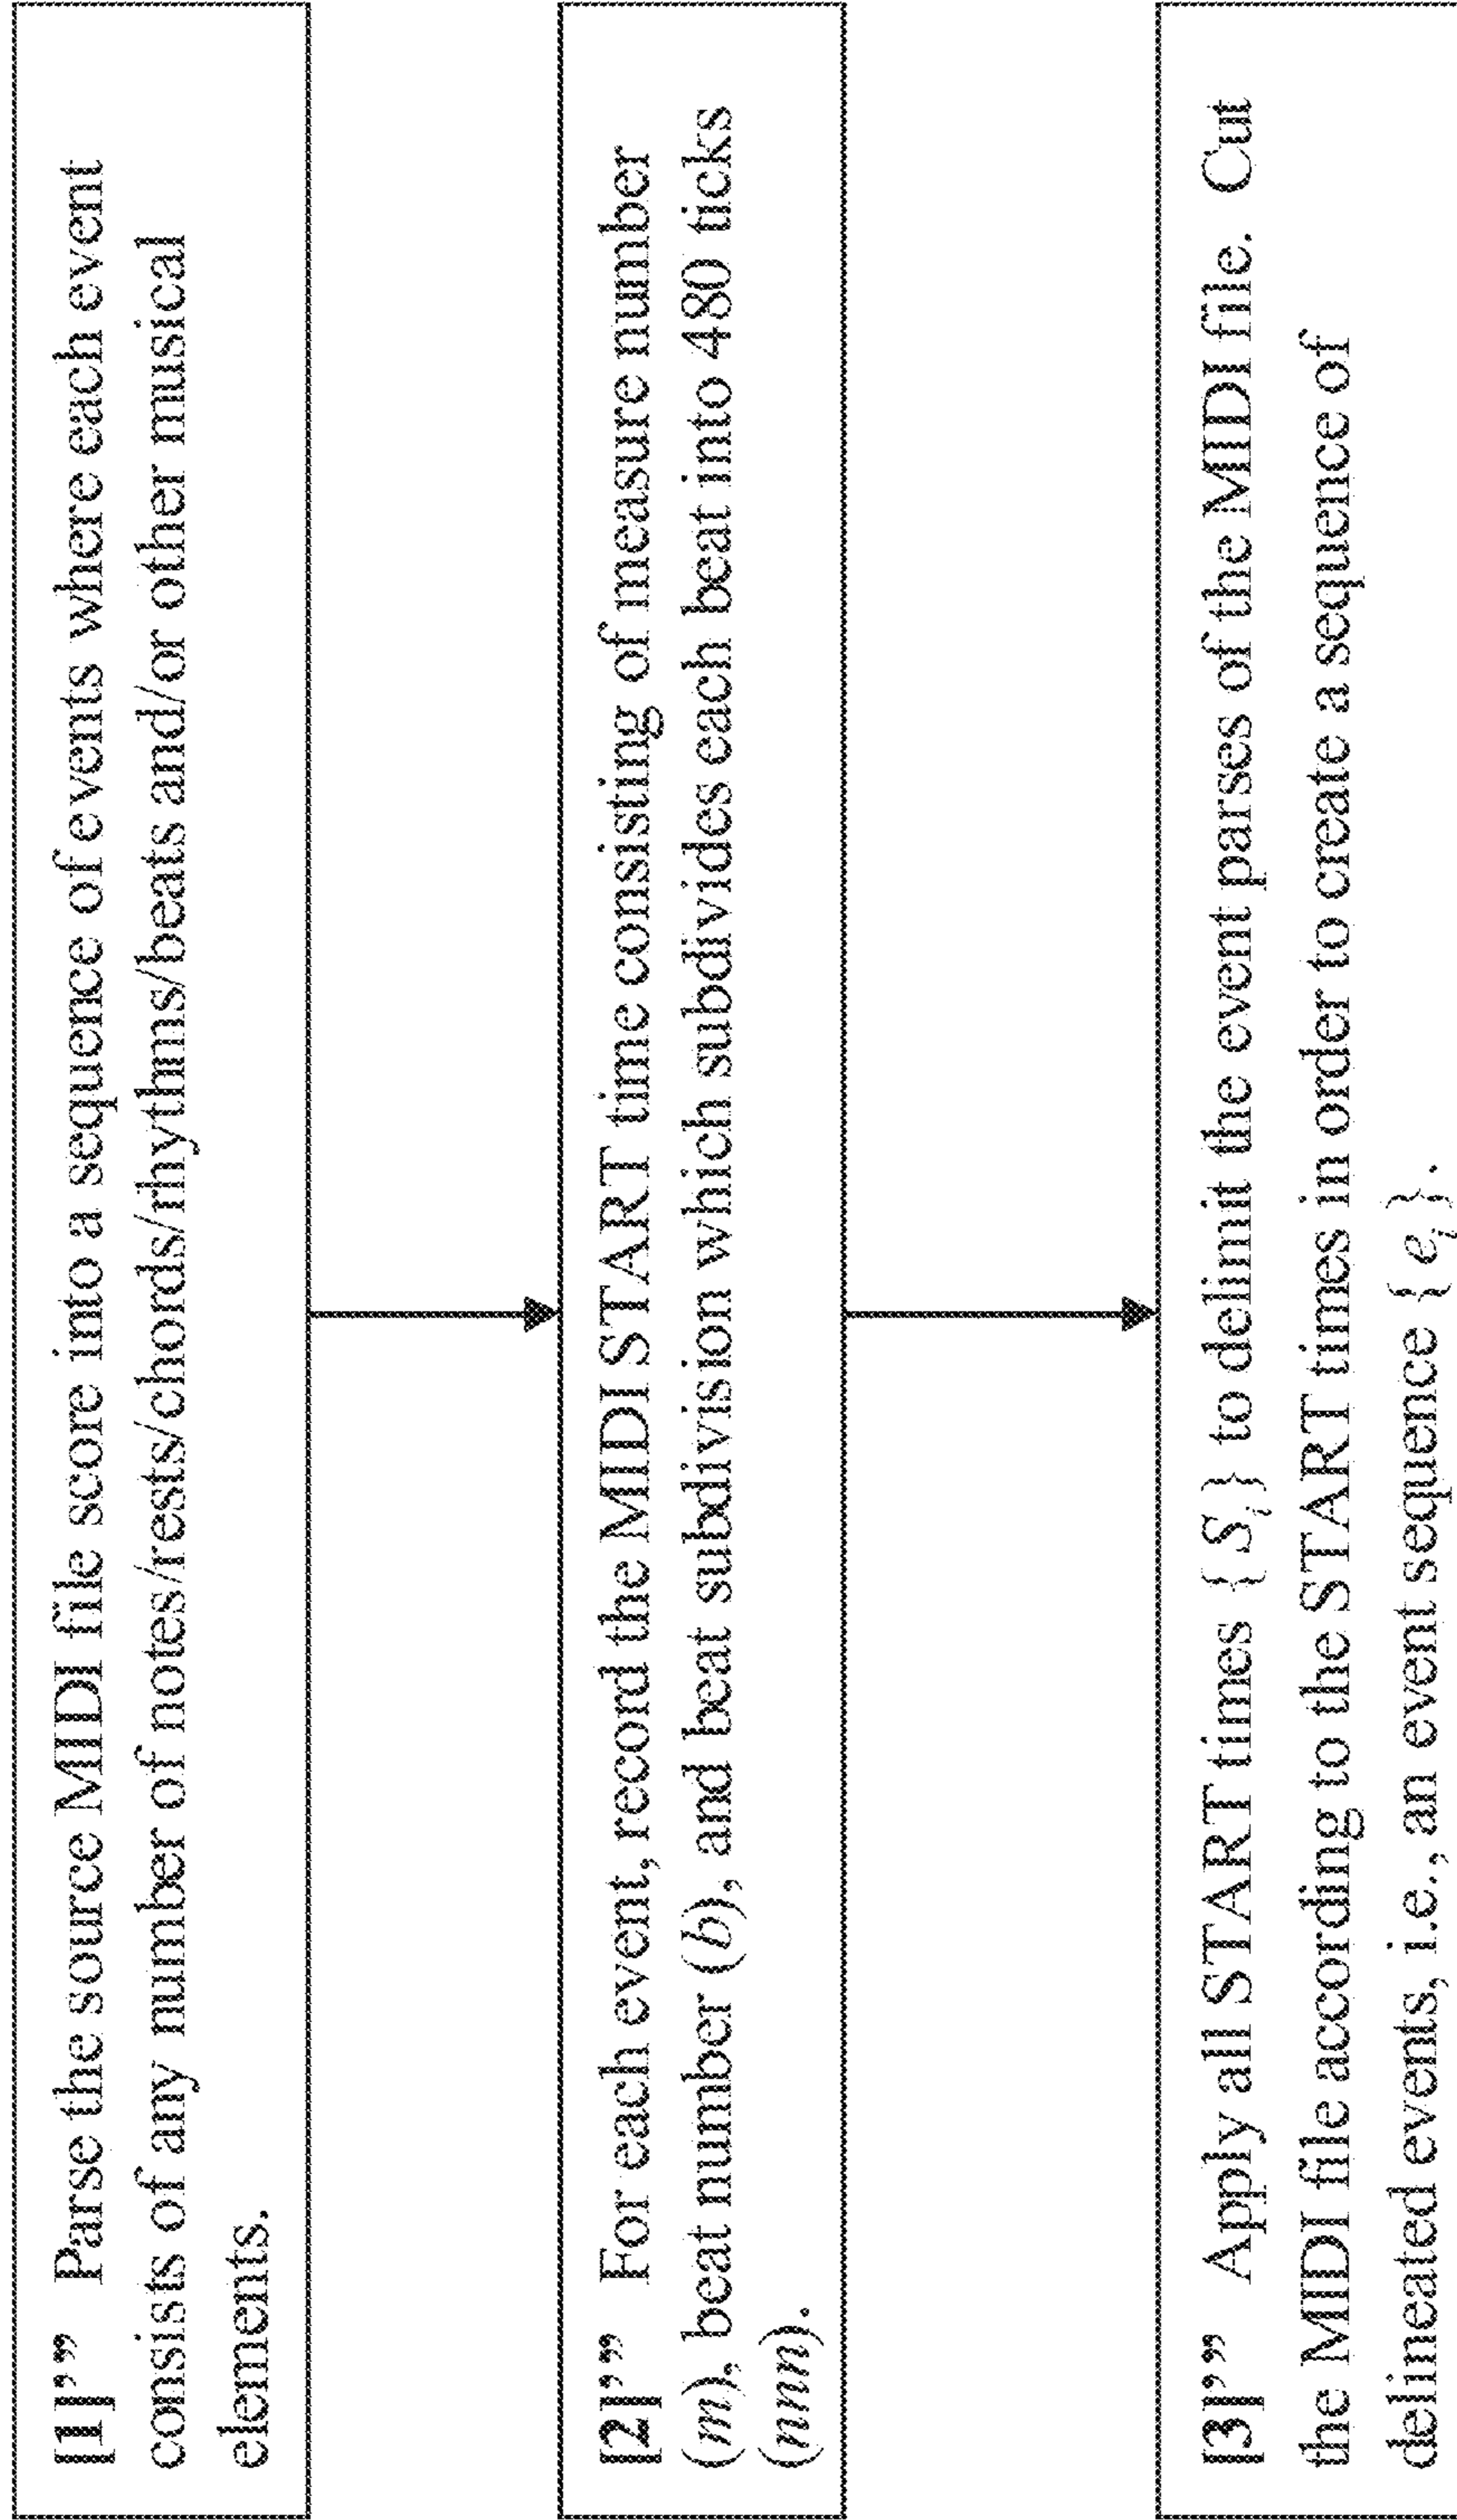 [1]’” Parse the source MIDI file score into a sequence of events where each event
consists of any number of notes/rests/chords/rhythms/beats and/or other musical
elements.
[2]’” For each event, record the MIDI START time consisting of measure number
(m), beat number (b), and beat subdivision which subdivides each beat into 480 ticks
(nnn).
[3]’” Apply all START times { Si } to delimit the event parses of the MIDI file. Cut
the MIDI file according to the START times in order to create a sequence of
delineated events, i.e., an event sequence { ei }.